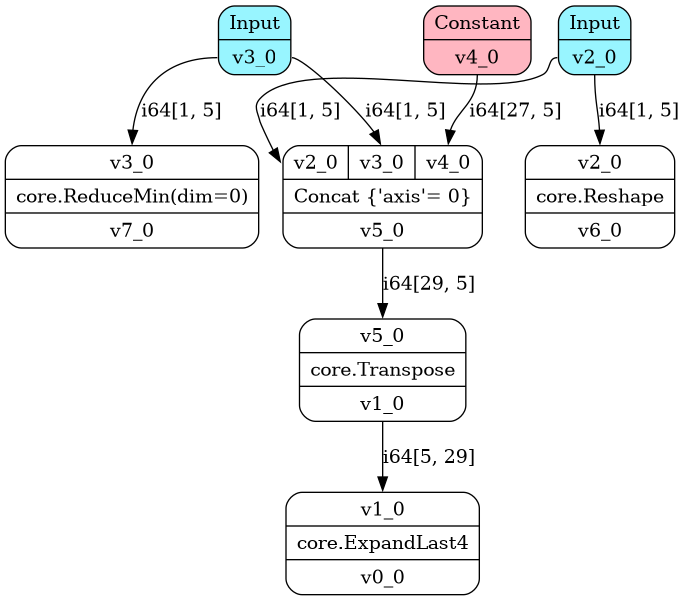 Input
v3_0
Constant
v4_0
Input
v2_0
i64[1, 5]
i64[1, 5]
i64[1, 5]
i64[27, 5]
i64[1, 5]
v3_0
core.ReduceMin(dim=0)
v7_0
v2_0 v3_0 v4_0
Concat {'axis'= 0}
v5_0
v2_0
core.Reshape
v6_0
i64[29, 5]
v5_0
core.Transpose
v1_0
i64[5, 29]
v1_0
core.ExpandLast4
v0_0